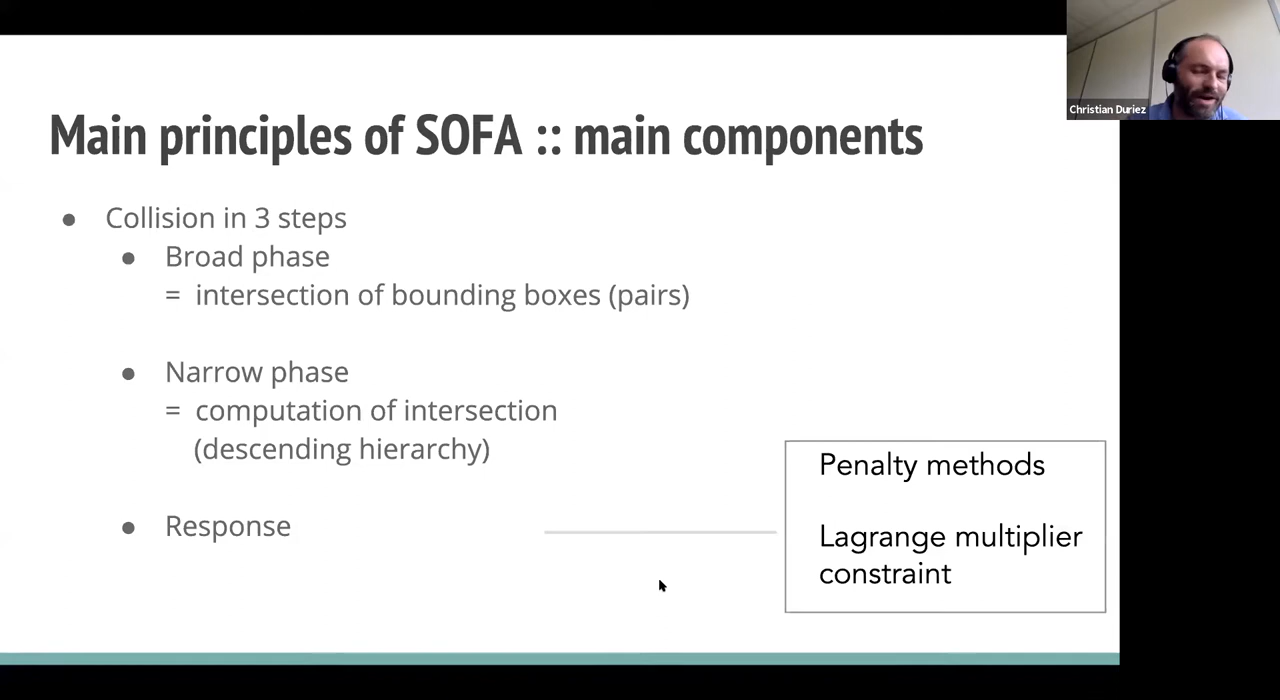 Christian Duriez
Main principles of SOFA :: main components
● Collision in 3 steps
● Broad phase
= intersection of bounding boxes (pairs)
● Narrow phase
= computation of intersection
(descending hierarchy)
● Response
Penalty methods
Lagrange multiplier
constraint